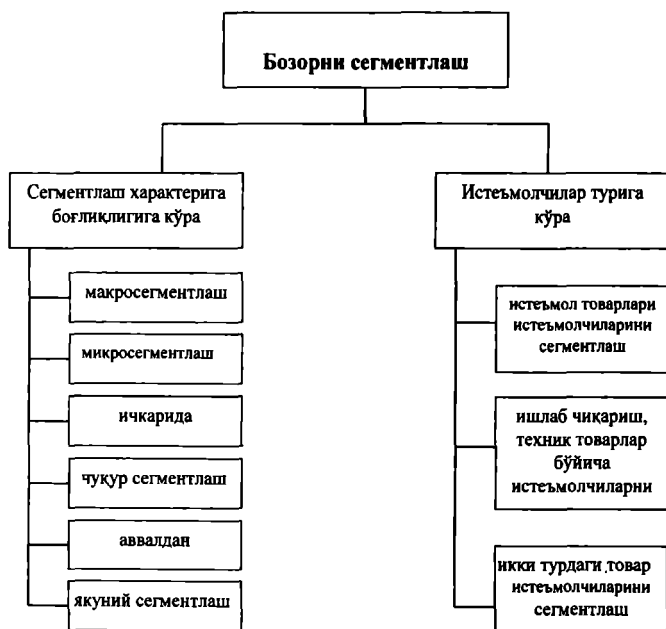 Бозорни сегментлаш
Сегментлаш характерига
боғлиқлигига кўра
макросегментлаш
микросегментлаш
ичкарида
чуқур сегментлаш
аввалдан
якуний сегментлаш
Истеъмолчилар турига
кўра
истеъмол товарлари
истеъмолчиларини
сегментлаш
ишлаб чиқариш,
техник товарлар
бўйича
истеъмолчиларни
икки турдаги товар
истеъмолчиларини
сегментлаш